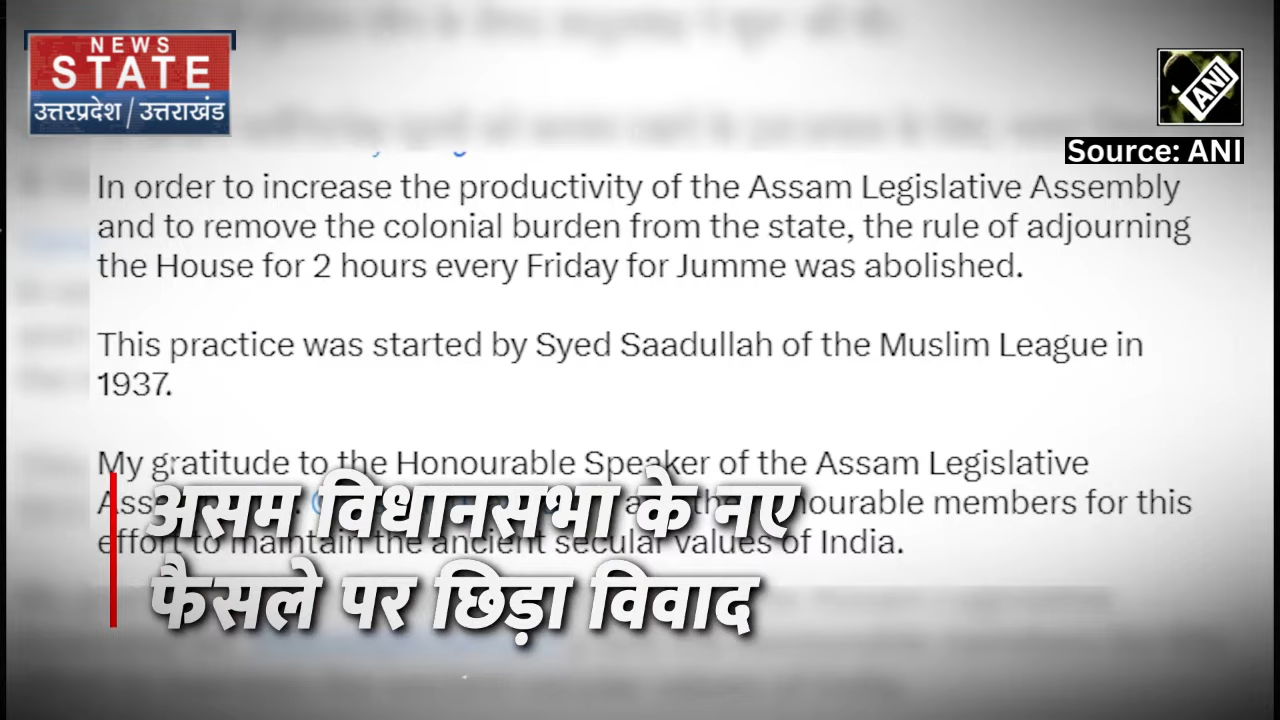 NEWS
STATE
उत्तरप्रदेश / उत्तराखंड
ANI
Source: ANI
In order to increase the productivity of the Assam Legislative Assembly
and to remove the colonial burden from the state, the rule of adjourning
the House for 2 hours every Friday for Jumme was abolished.
This practice was started by Syed Saadullah of the Muslim League in
1937.
My gratitude to the Honourable Speaker of the Assam Legislative
members for this
effort to maintain the ancient secular values of India.
असम विधानसभा के नए
फैसले पर छिड़ा विवाद